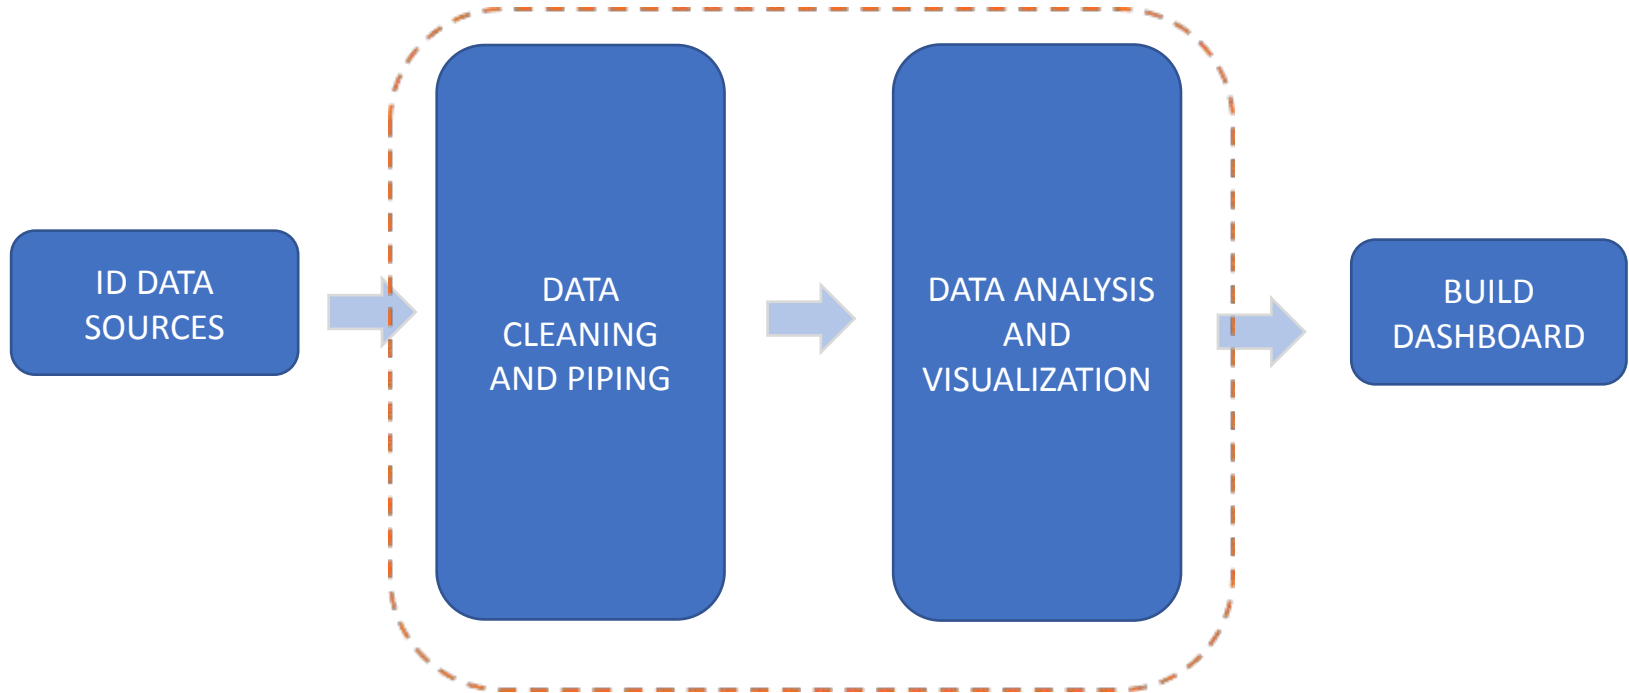 ID DATA
SOURCES
DATA
CLEANING
AND PIPING
DATA ANALYSIS
AND
VISUALIZATION
BUILD
DASHBOARD